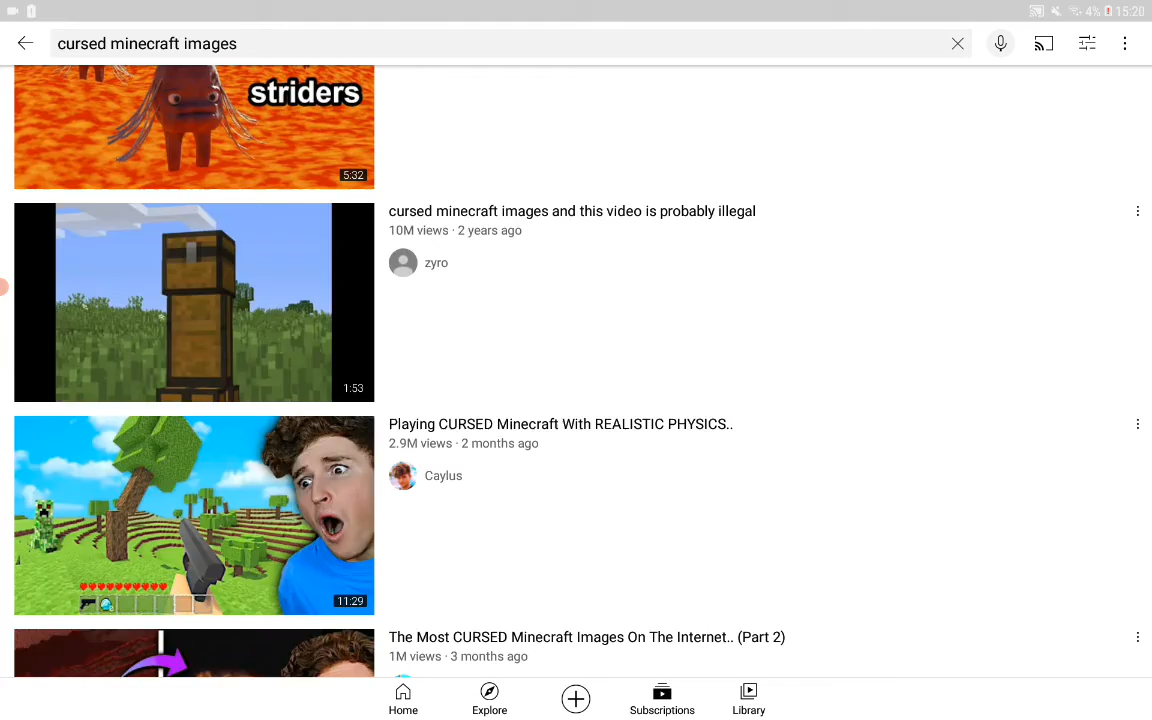 4% 15:20
cursed minecraft images
striders
5:32
cursed minecraft images and this video is probably illegal
10M views · 2 years ago
zyro
1:53
Playing CURSED Minecraft With REALISTIC PHYSICS..
2.9M views · 2 months ago
Caylus
11:29
The Most CURSED Minecraft Images On The Internet.. (Part 2)
1M views · 3 months ago
Home Explore Subscriptions Library